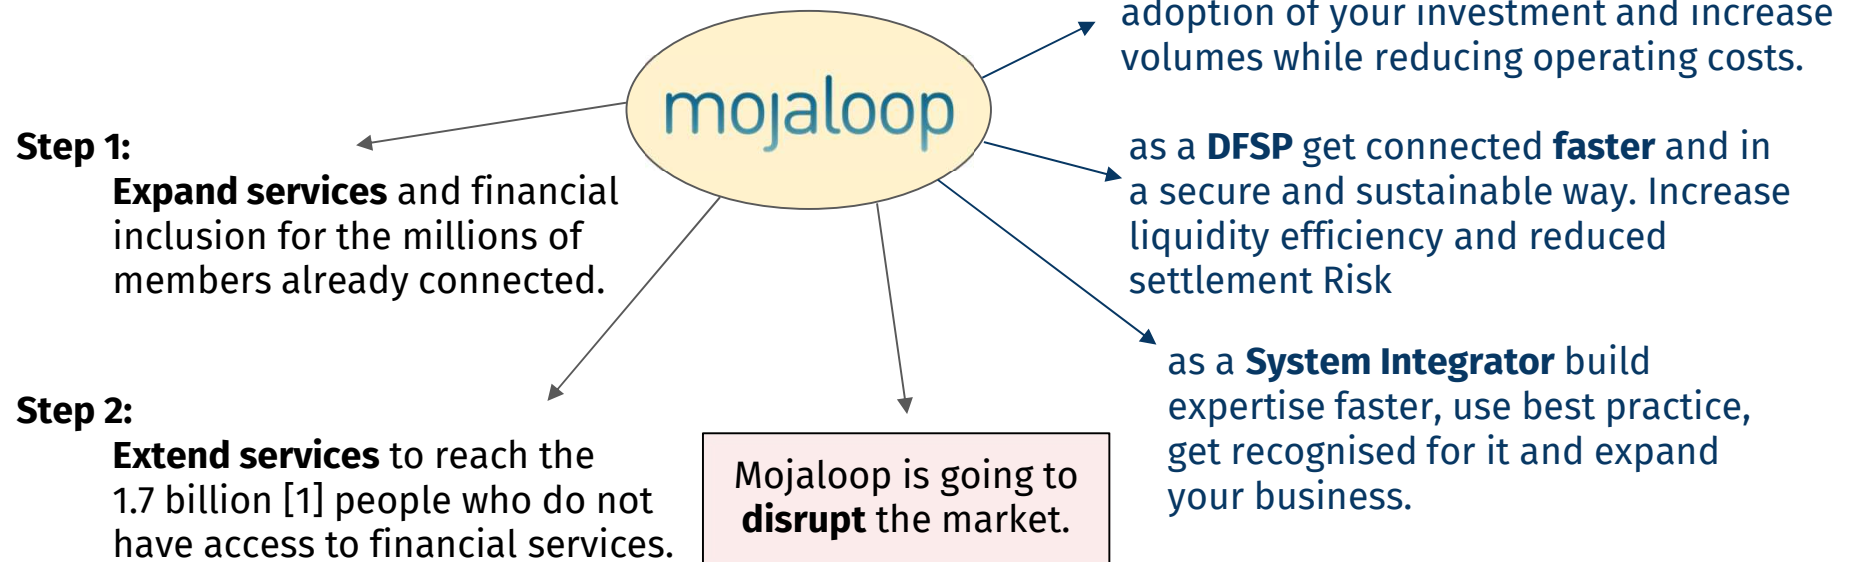 mojaloop
Step 1:
Expand services and financial
inclusion for the millions of
members already connected.
Step 2:
Extend services to reach the
1.7 billion [1] people who do not
have access to financial services.
Mojaloop is going to
disrupt the market.
adoption of your investment and increase
volumes while reducing operating costs.
as a DFSP get connected faster and in
a secure and sustainable way. Increase
liquidity efficiency and reduced
settlement Risk
as a System Integrator build
expertise faster, use best practice,
get recognised for it and expand
your business.